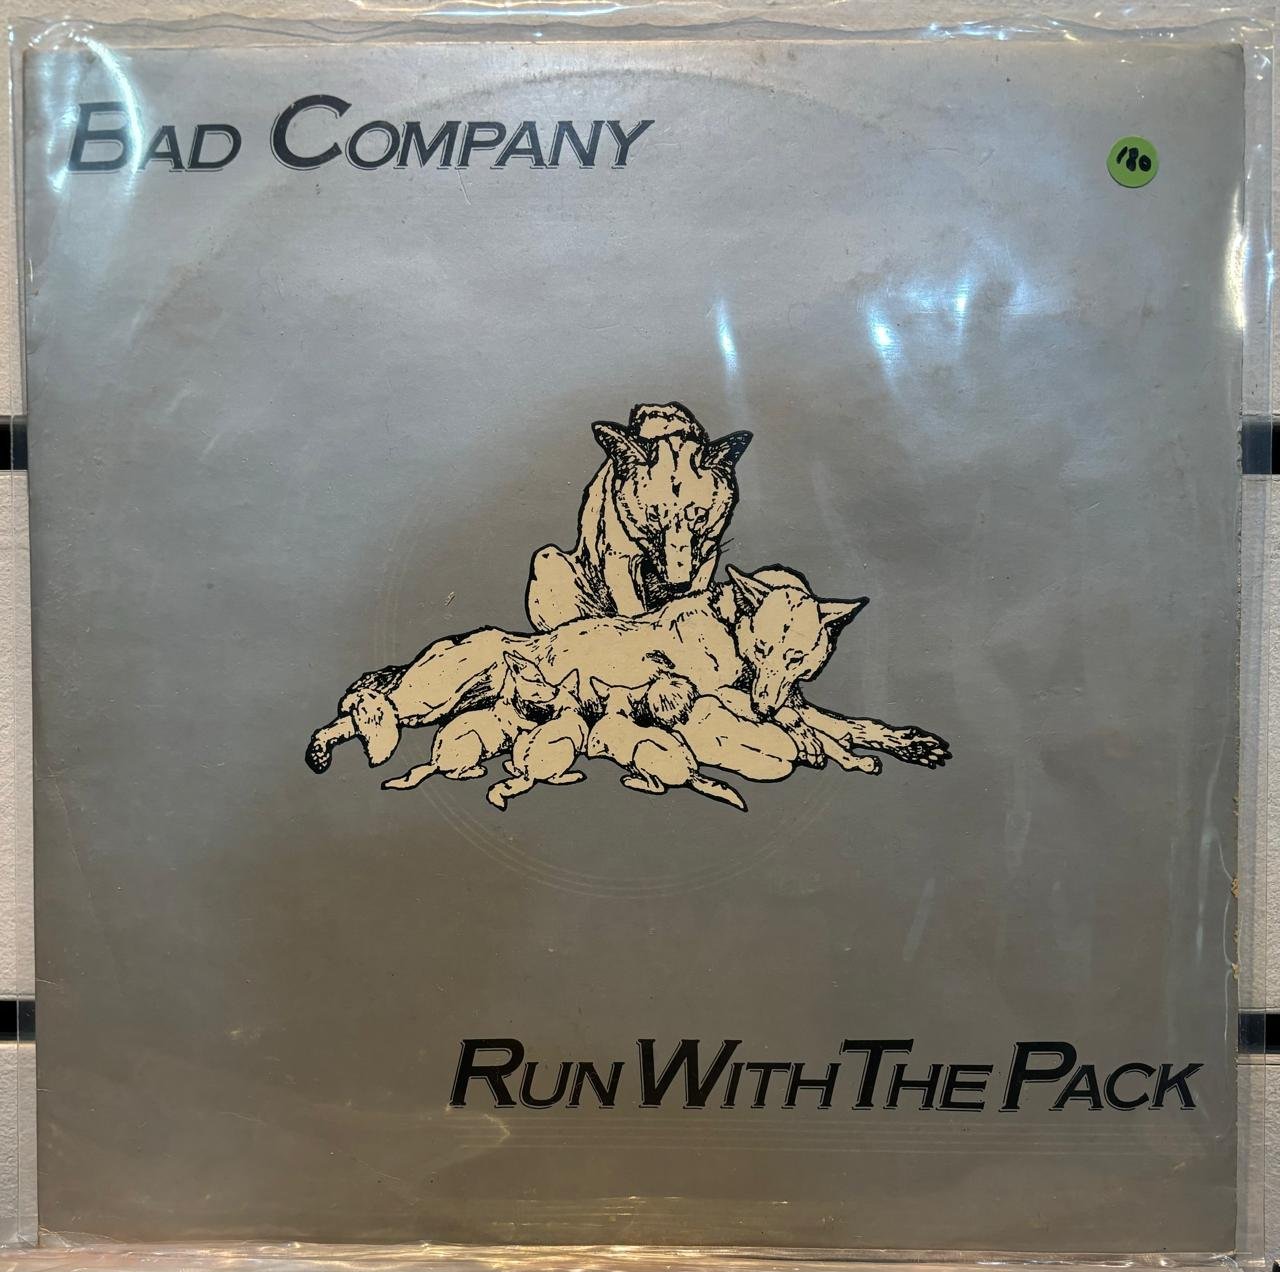 BAD COMPANY
180
RUN WITH THE PACK